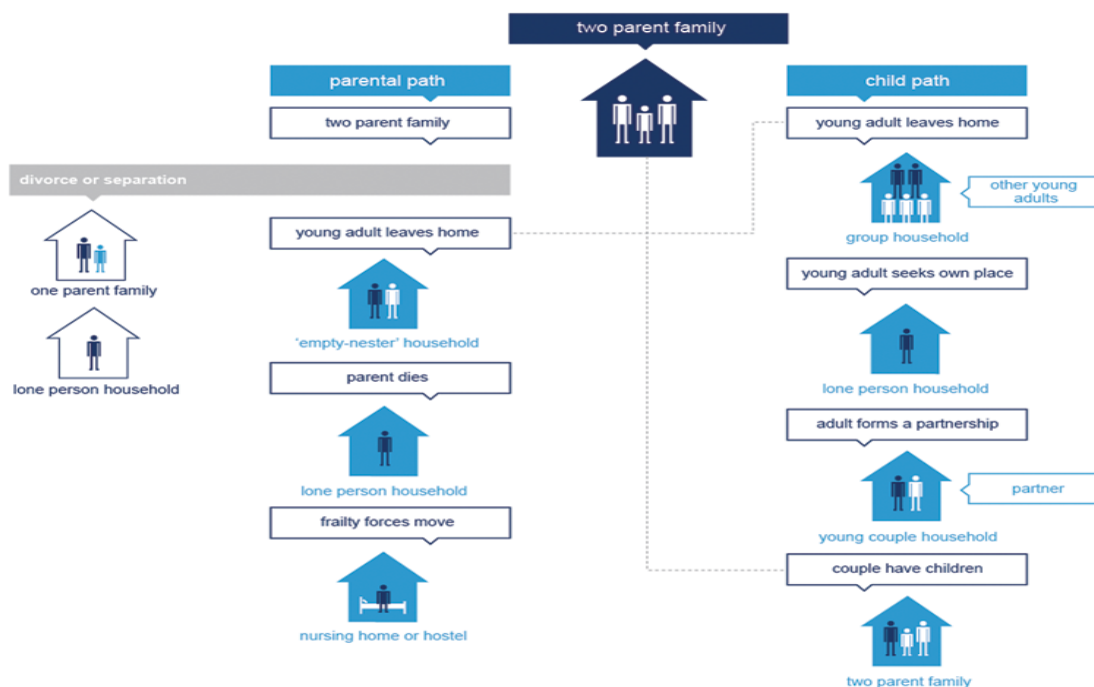 two parent family
parental path
two parent family
divorce or separation
one parent family
lone person household
young adult leaves home
'empty-nester' household
parent dies
lone person household
frailty forces move
nursing home or hostel
child path
young adult leaves home
other young
adults
group household
young adult seeks own place
lone person household
adult forms a partnership
partner
young couple household
couple have children
two parent family